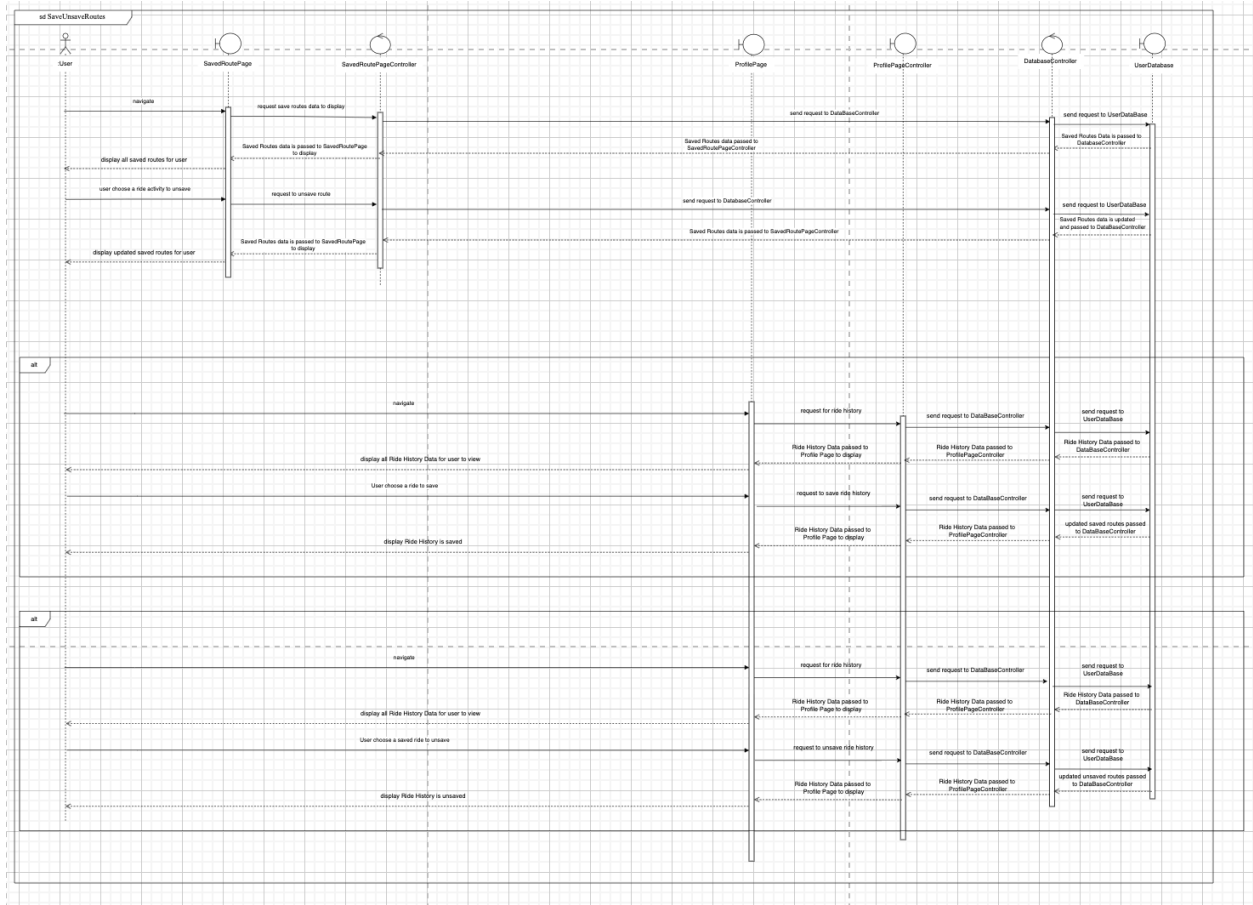 sd SaveUnsaveRoutes
:User
SavedRoutePage
SavedRoutePageController
ProfilePage
ProfilePageController
DatabaseController
UserDatabase
navigate
request save routes data to display
send request to DataBaseController
send request to UserDataBase
Saved Routes Data is passed to
DatabaseController
Saved Routes data passed to
SavedRoutePageController
Saved Routes data is passed to SavedRoutePage
to display
display all saved routes for user
user choose a ride activity to unsave
request to unsave route
send request to DatabaseController
send request to UserDataBase
Saved Routes data is updated
and passed to DataBaseController
Saved Routes data is passed to SavedRoutePageController
Saved Routes data is passed to SavedRoutePage
to display
display updated saved routes for user
alt
navigate
request for ride history
send request to DataBaseController
send request to
UserDataBase
Ride History Data passed to
DataBaseController
Ride History Data passed to
ProfilePageController
Ride History Data passed to
Profile Page to display
display all Ride History Data for user to view
User choose a ride to save
request to save ride history
send request to DataBaseController
send request to
UserDataBase
updated saved routes passed
to DataBaseController
Ride History Data passed to
ProfilePageController
Ride History Data passed to
Profile Page to display
display Ride History is saved
alt
navigate
request for ride history
send request to DataBaseController
send request to
UserDataBase
Ride History Data passed to
DataBaseController
Ride History Data passed to
ProfilePageController
Ride History Data passed to
Profile Page to display
display all Ride History Data for user to view
User choose a saved ride to unsave
request to unsave ride history
send request to DataBaseController
send request to
UserDataBase
updated unsaved routes passed
to DataBaseController
Ride History Data passed to
ProfilePageController
Ride History Data passed to
Profile Page to display
display Ride History is unsaved